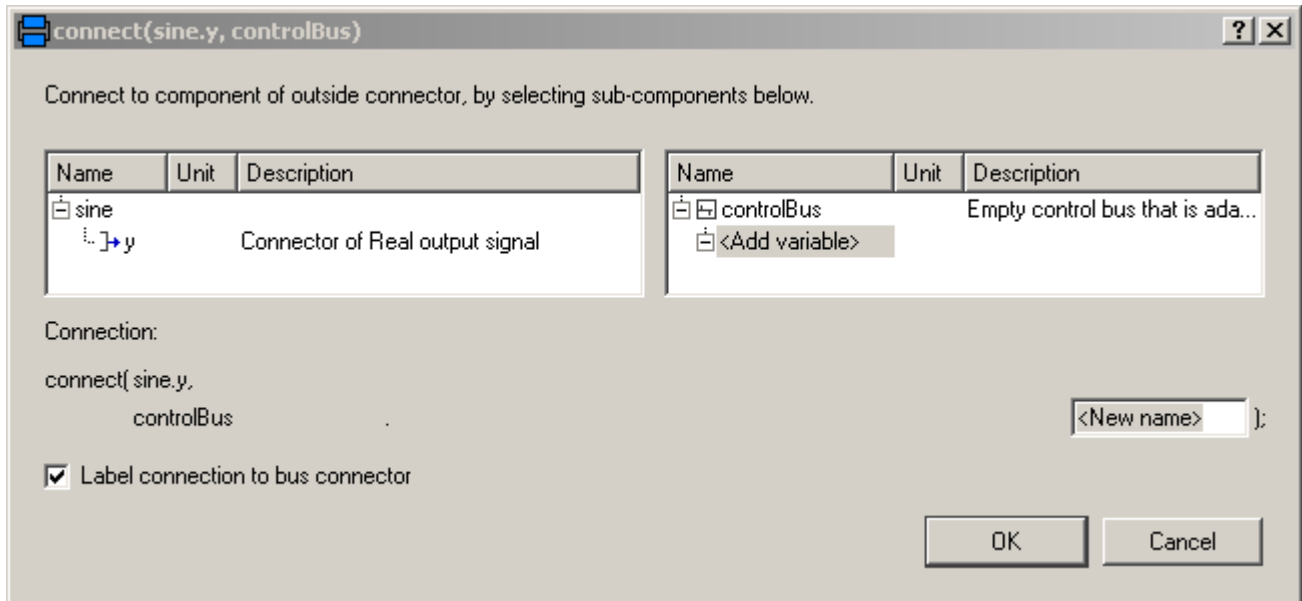 connect(sine.y, controlBus)
Connect to component of outside connector, by selecting sub-components below.
Name Unit Description Name Unit Description
sine controlBus Empty control bus that is ada...
y Connector of Real output signal <Add variable>
Connection:
connect( sine.y,
controlBus . <New name> );
Label connection to bus connector
OK Cancel